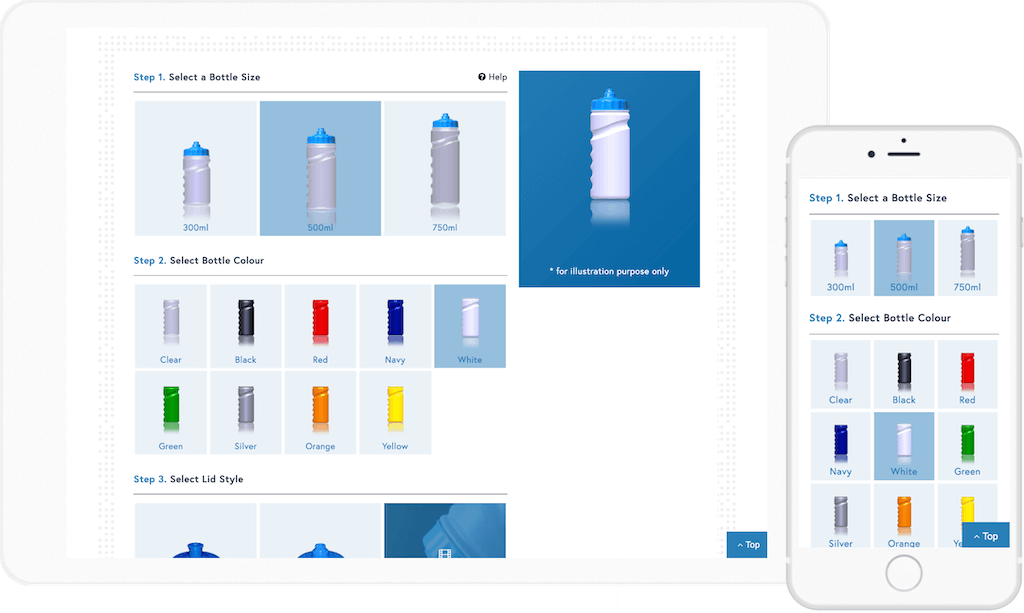 Step 1. Select a Bottle Size
Help
300ml
500ml
750ml
* for illustration purpose only
Step 2. Select Bottle Colour
Clear
Black
Red
Navy
White
Green
Silver
Orange
Yellow
Step 3. Select Lid Style
Top
Step 1. Select a Bottle Size
300ml
500ml
750ml
Step 2. Select Bottle Colour
Clear
Black
Red
Navy
White
Green
Silver
Orange
Top